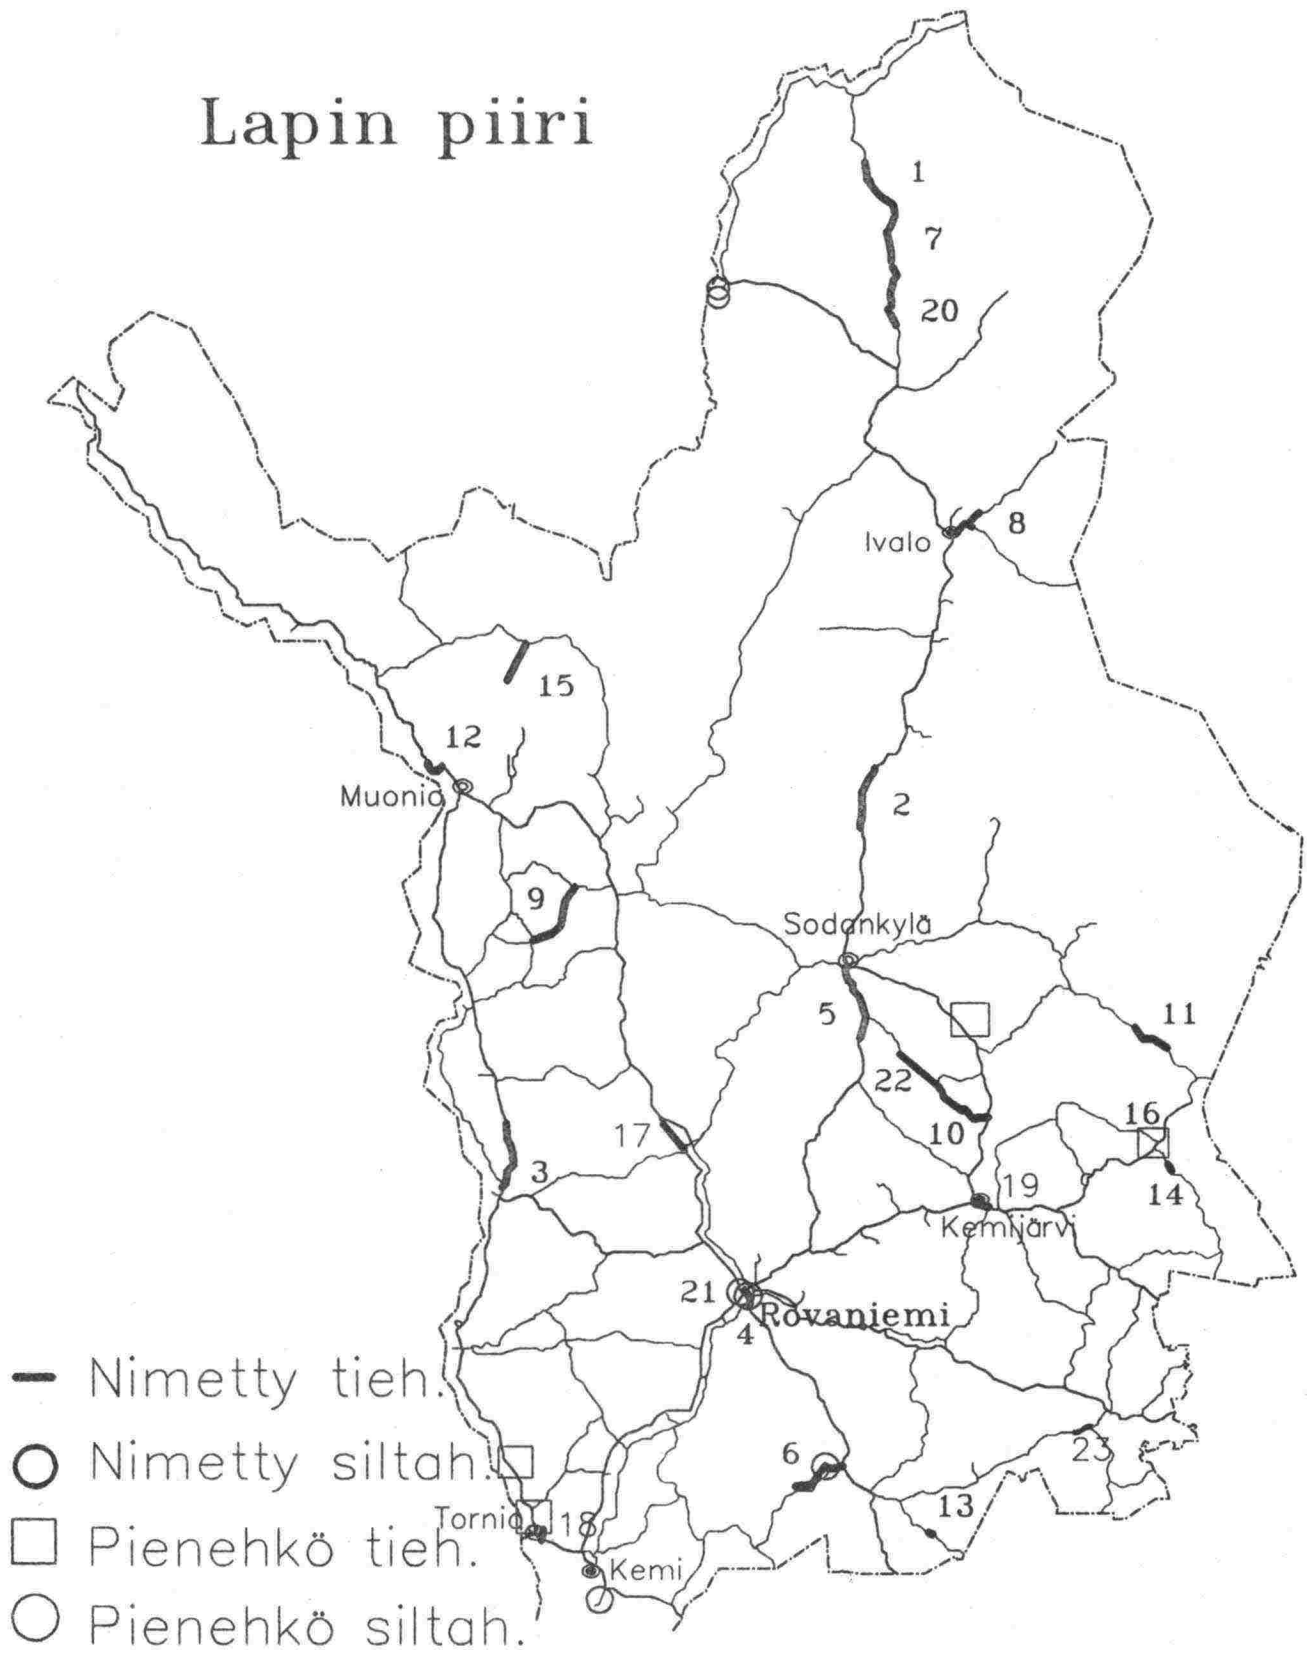 Lapin piiri
1
7
20
8
Ivalo
15
12
Muonio
2
9
Sodankylä
5
11
22
10
16
17
3
19
14
Kemijärvi
21
Rovaniemi
4
Nimetty tieh.
6
23
Nimetty siltah.
13
Tornio
18
Pienehkö tieh.
Kemi
Pienehkö siltah.